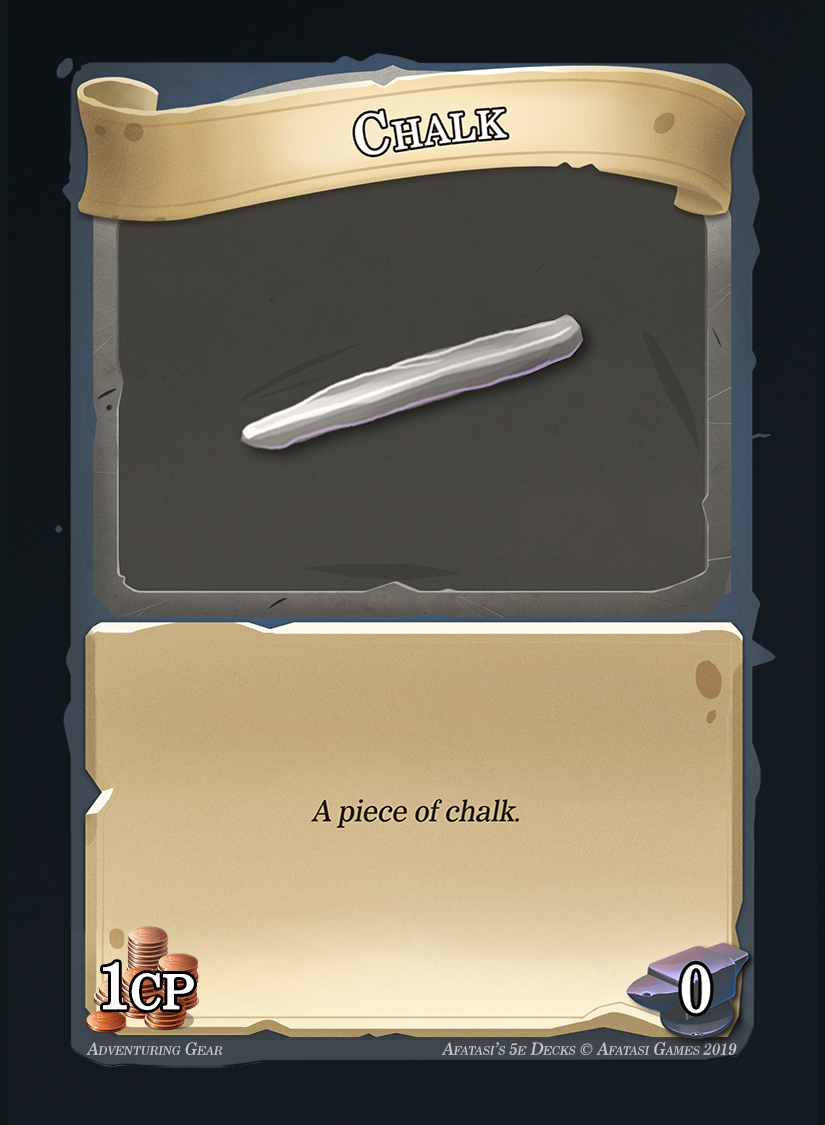 Chalk
A piece of chalk.
1CP
0
Adventuring Gear
Afatasi's 5e Decks © Afatasi Games 2019